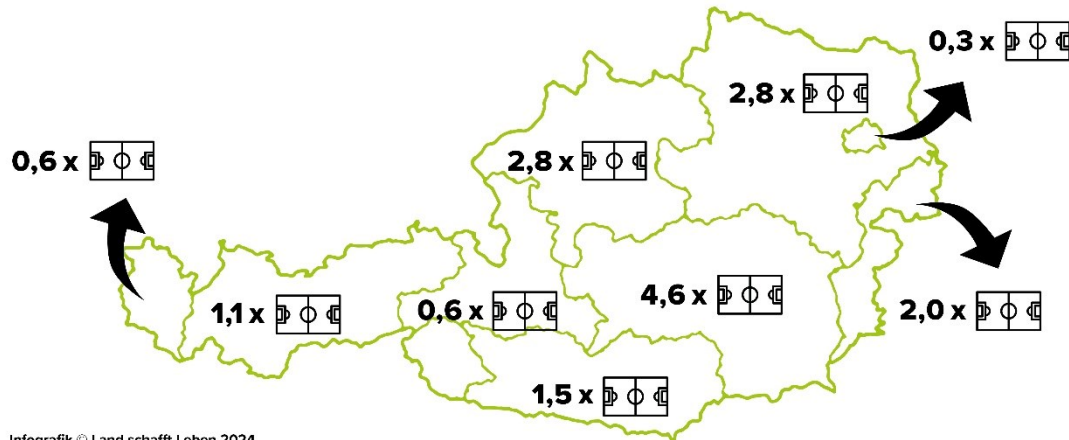 0,3 x
2,8 x
0,6 x
2,8 x
1,1 x
0,6 x
4,6 x
2,0 x
1,5 x
Infografik © Land schafft Leben 2024